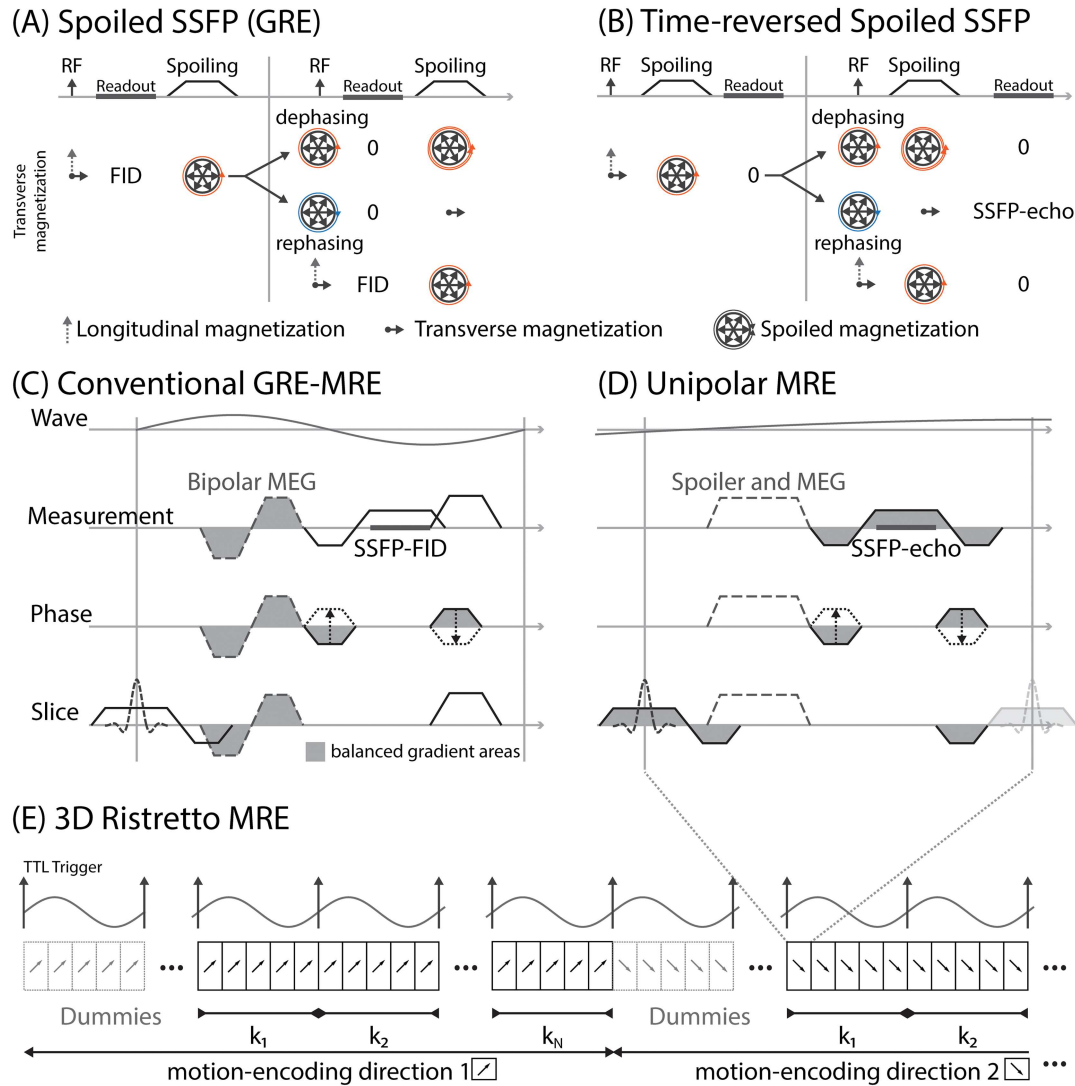 (A) Spoiled SSFP (GRE)
RF
Readout
Spoiling
RF
Readout
Spoiling
dephasing
0
Transverse
magnetization
FID
0
rephasing
FID
(B) Time-reversed Spoiled SSFP
RF
Spoiling
Readout
RF
Spoiling
Readout
dephasing
0
0
SSFP-echo
rephasing
0
Longitudinal magnetization
Transverse magnetization
Spoiled magnetization
(C) Conventional GRE-MRE
Wave
Bipolar MEG
Measurement
SSFP-FID
Phase
Slice
balanced gradient areas
(D) Unipolar MRE
Spoiler and MEG
SSFP-echo
(E) 3D Ristretto MRE
TTL Trigger
•••
•••
•••
•••
Dummies
Dummies
k₁
k₂
k_N
k₁
k₂
motion-encoding direction 1
motion-encoding direction 2
•••